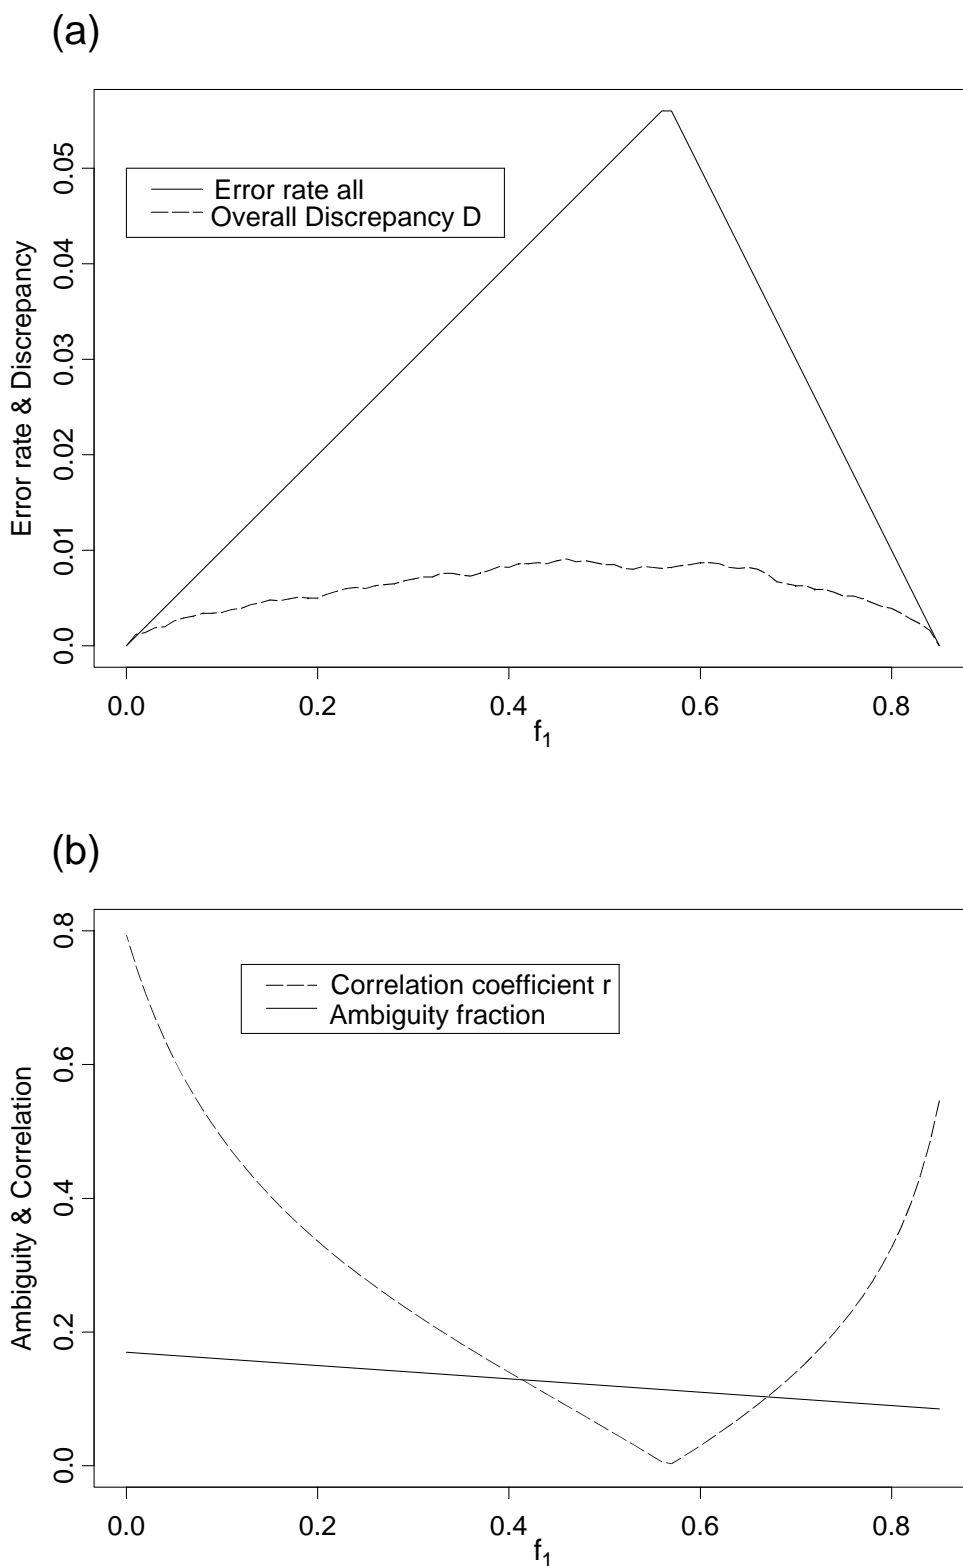 (a)
Error rate & Discrepancy
0.05
0.04
0.03
0.02
0.01
0.0
Error rate all
Overall Discrepancy D
0.0 0.2 0.4 0.6 0.8
f1
(b)
Ambiguity & Correlation
0.8
0.6
0.4
0.2
0.0
Correlation coefficient r
Ambiguity fraction
0.0 0.2 0.4 0.6 0.8
f1